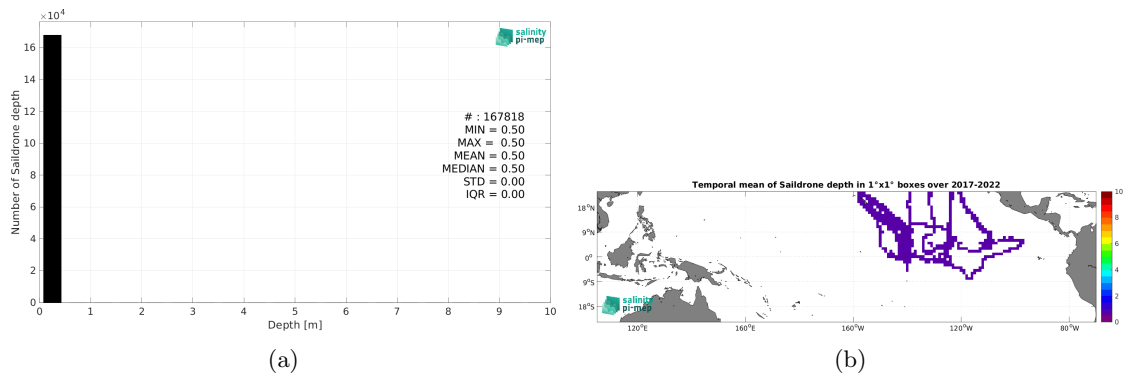 ×10⁴
16
14
12
10
8
6
4
2
0
Number of Saildrone depth
salinity
pi-mep
# : 167818
MIN = 0.50
MAX = 0.50
MEAN = 0.50
MEDIAN = 0.50
STD = 0.00
IQR = 0.00
0 1 2 3 4 5 6 7 8 9 10
Depth [m]
(a)
Temporal mean of Saildrone depth in 1°x1° boxes over 2017-2022
18°N
9°N
0°
9°S
18°S
salinity
pi-mep
120°E 160°E 160°W 120°W 80°W
10
8
6
4
2
0
(b)